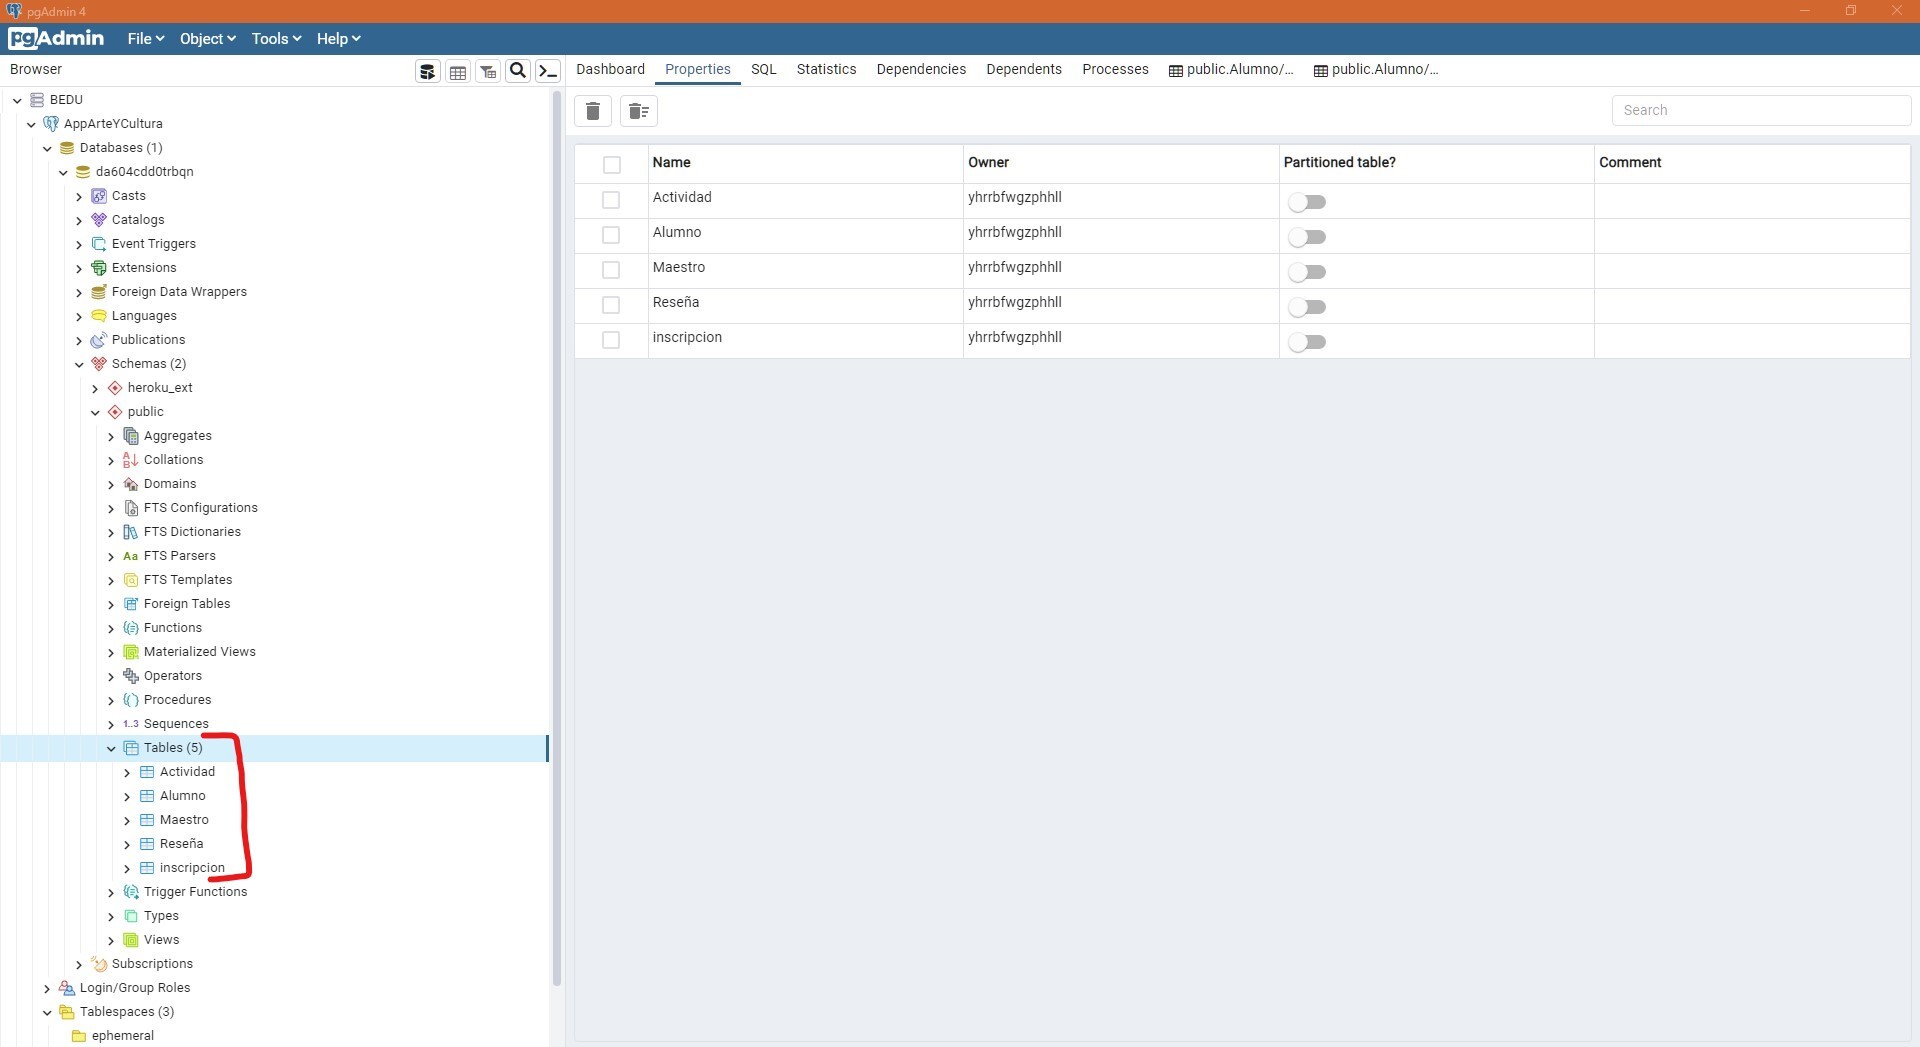 pgAdmin 4
pgAdmin File Object Tools Help
Browser
Dashboard Properties SQL Statistics Dependencies Dependents Processes public.Alumno/... public.Alumno/...
Search
BEDU
AppArteYCultura
Databases (1)
da604cdd0trbqn
Casts
Catalogs
Event Triggers
Extensions
Foreign Data Wrappers
Languages
Publications
Schemas (2)
heroku_ext
public
Aggregates
Collations
Domains
FTS Configurations
FTS Dictionaries
Aa FTS Parsers
FTS Templates
Foreign Tables
Functions
Materialized Views
Operators
Procedures
1..3 Sequences
Tables (5)
Actividad
Alumno
Maestro
Reseña
inscripcion
Trigger Functions
Types
Views
Subscriptions
Login/Group Roles
Tablespaces (3)
ephemeral
Name Owner Partitioned table? Comment
Actividad yhrrbfwgzphhll
Alumno yhrrbfwgzphhll
Maestro yhrrbfwgzphhll
Reseña yhrrbfwgzphhll
inscripcion yhrrbfwgzphhll